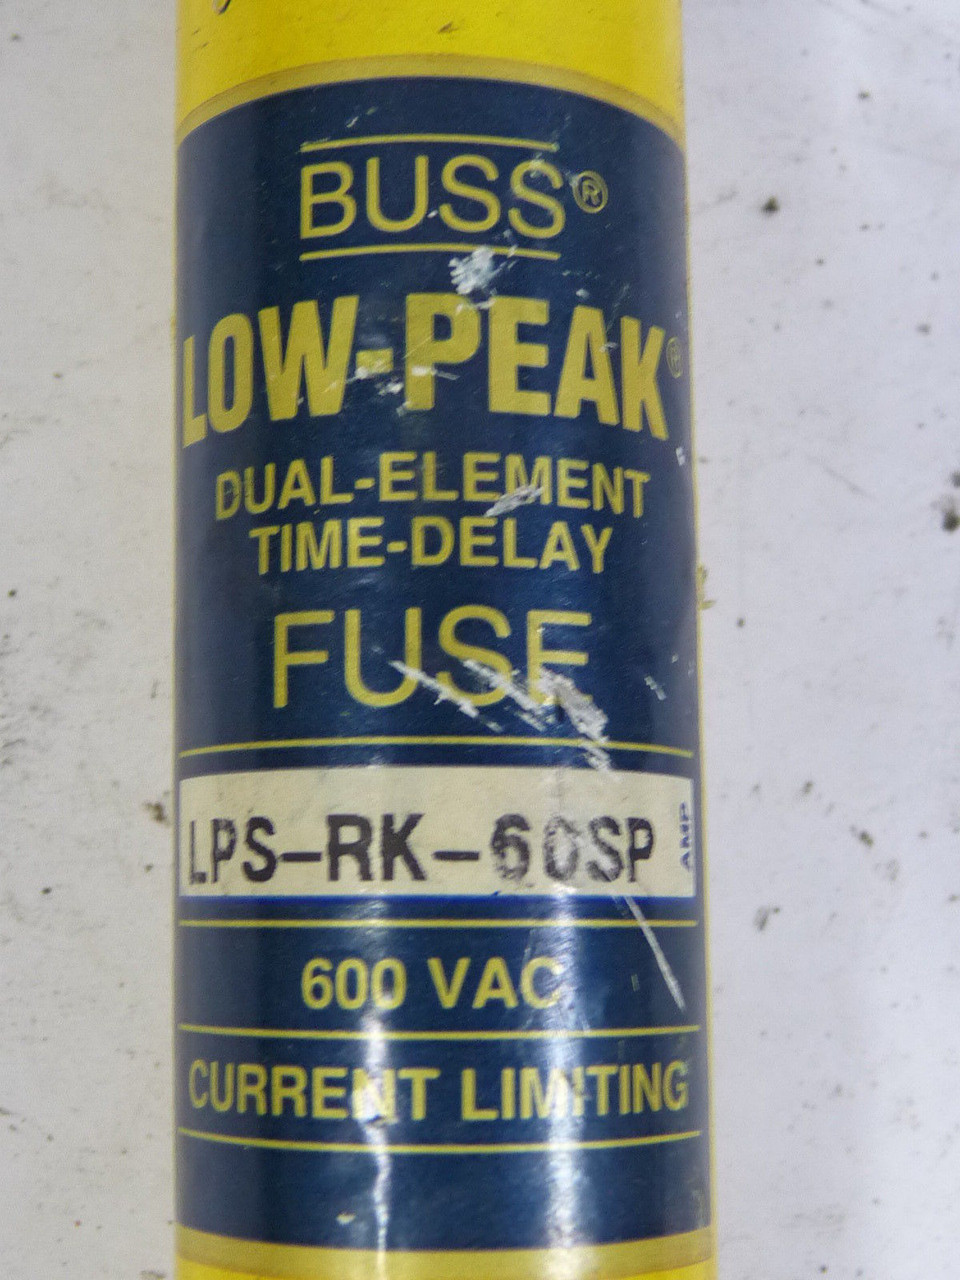 BUSS®
LOW-PEAK®
DUAL-ELEMENT
TIME-DELAY
FUSE
LPS-RK-60SP AMP
600 VAC
CURRENT LIMITING